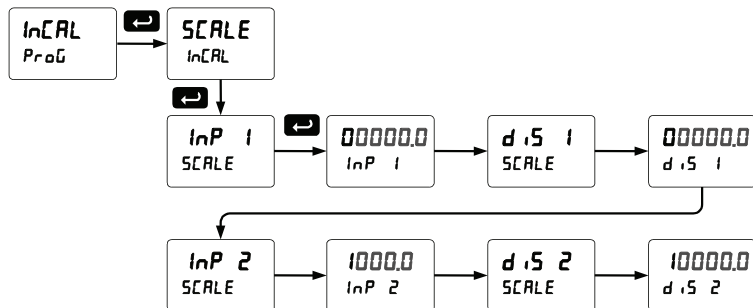 InCAL
ProG
SCALE
InCAL
InP 1
SCALE
00000.0
InP 1
diS 1
SCALE
00000.0
diS 1
InP 2
SCALE
1000.0
InP 2
diS 2
SCALE
10000.0
diS 2